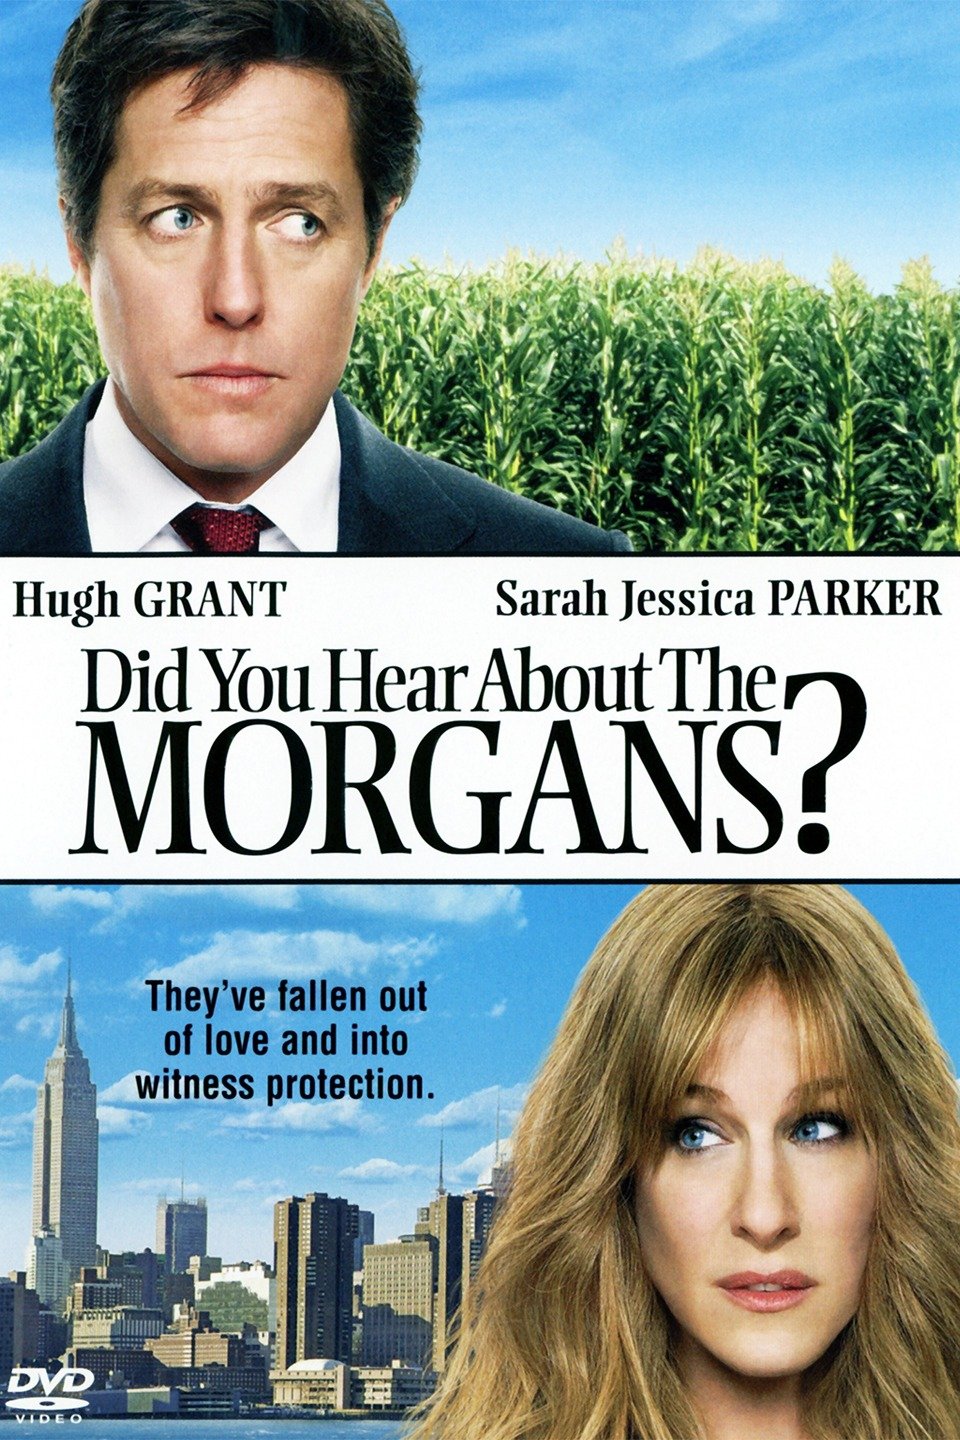 Hugh GRANT
Sarah Jessica PARKER
Did You Hear About The
MORGANS?
They've fallen out
of love and into
witness protection.
DVD
VIDEO